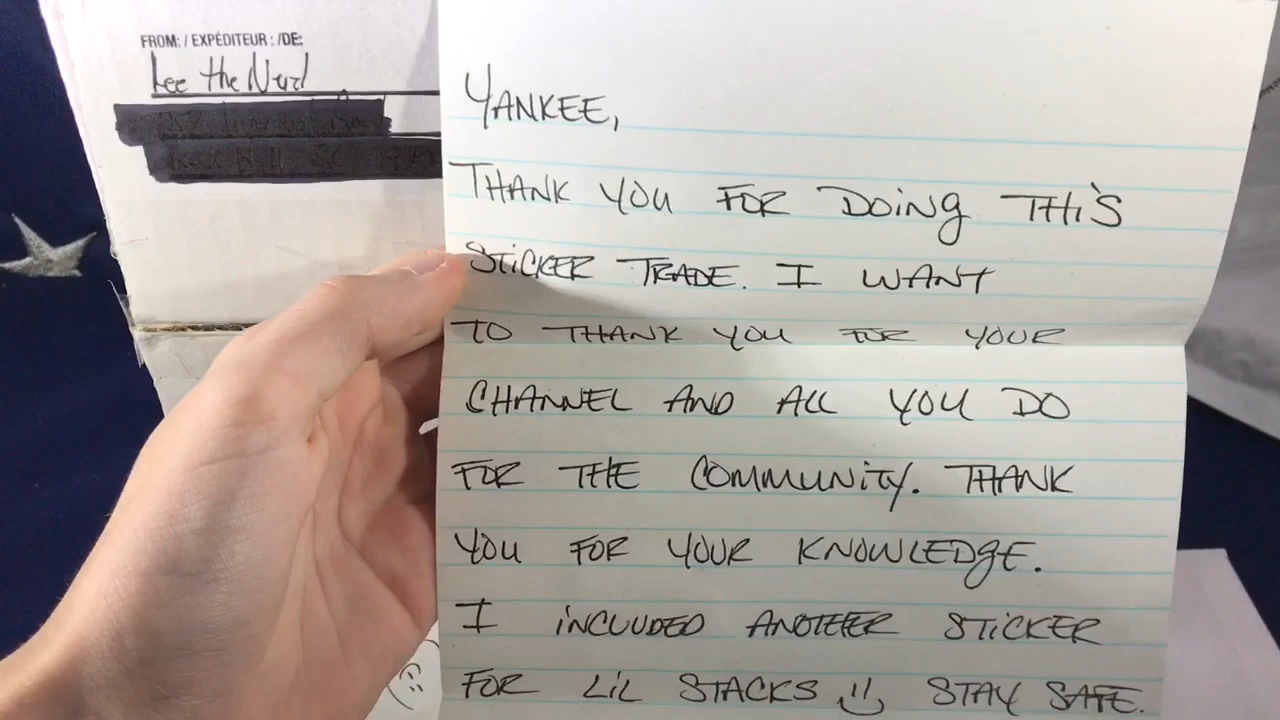 FROM: / EXPÉDITEUR : /DE:
Lee the Nerd
YANKEE,
THANK YOU FOR DOING THIS
STICKER TRADE. I WANT
TO THANK YOU FOR YOUR
CHANNEL AND ALL YOU DO
FOR THE COMMUNITY. THANK
YOU FOR YOUR KNOWLEDGE.
I INCLUDED ANOTHER STICKER
FOR LIL STACKS STAY SAFE.